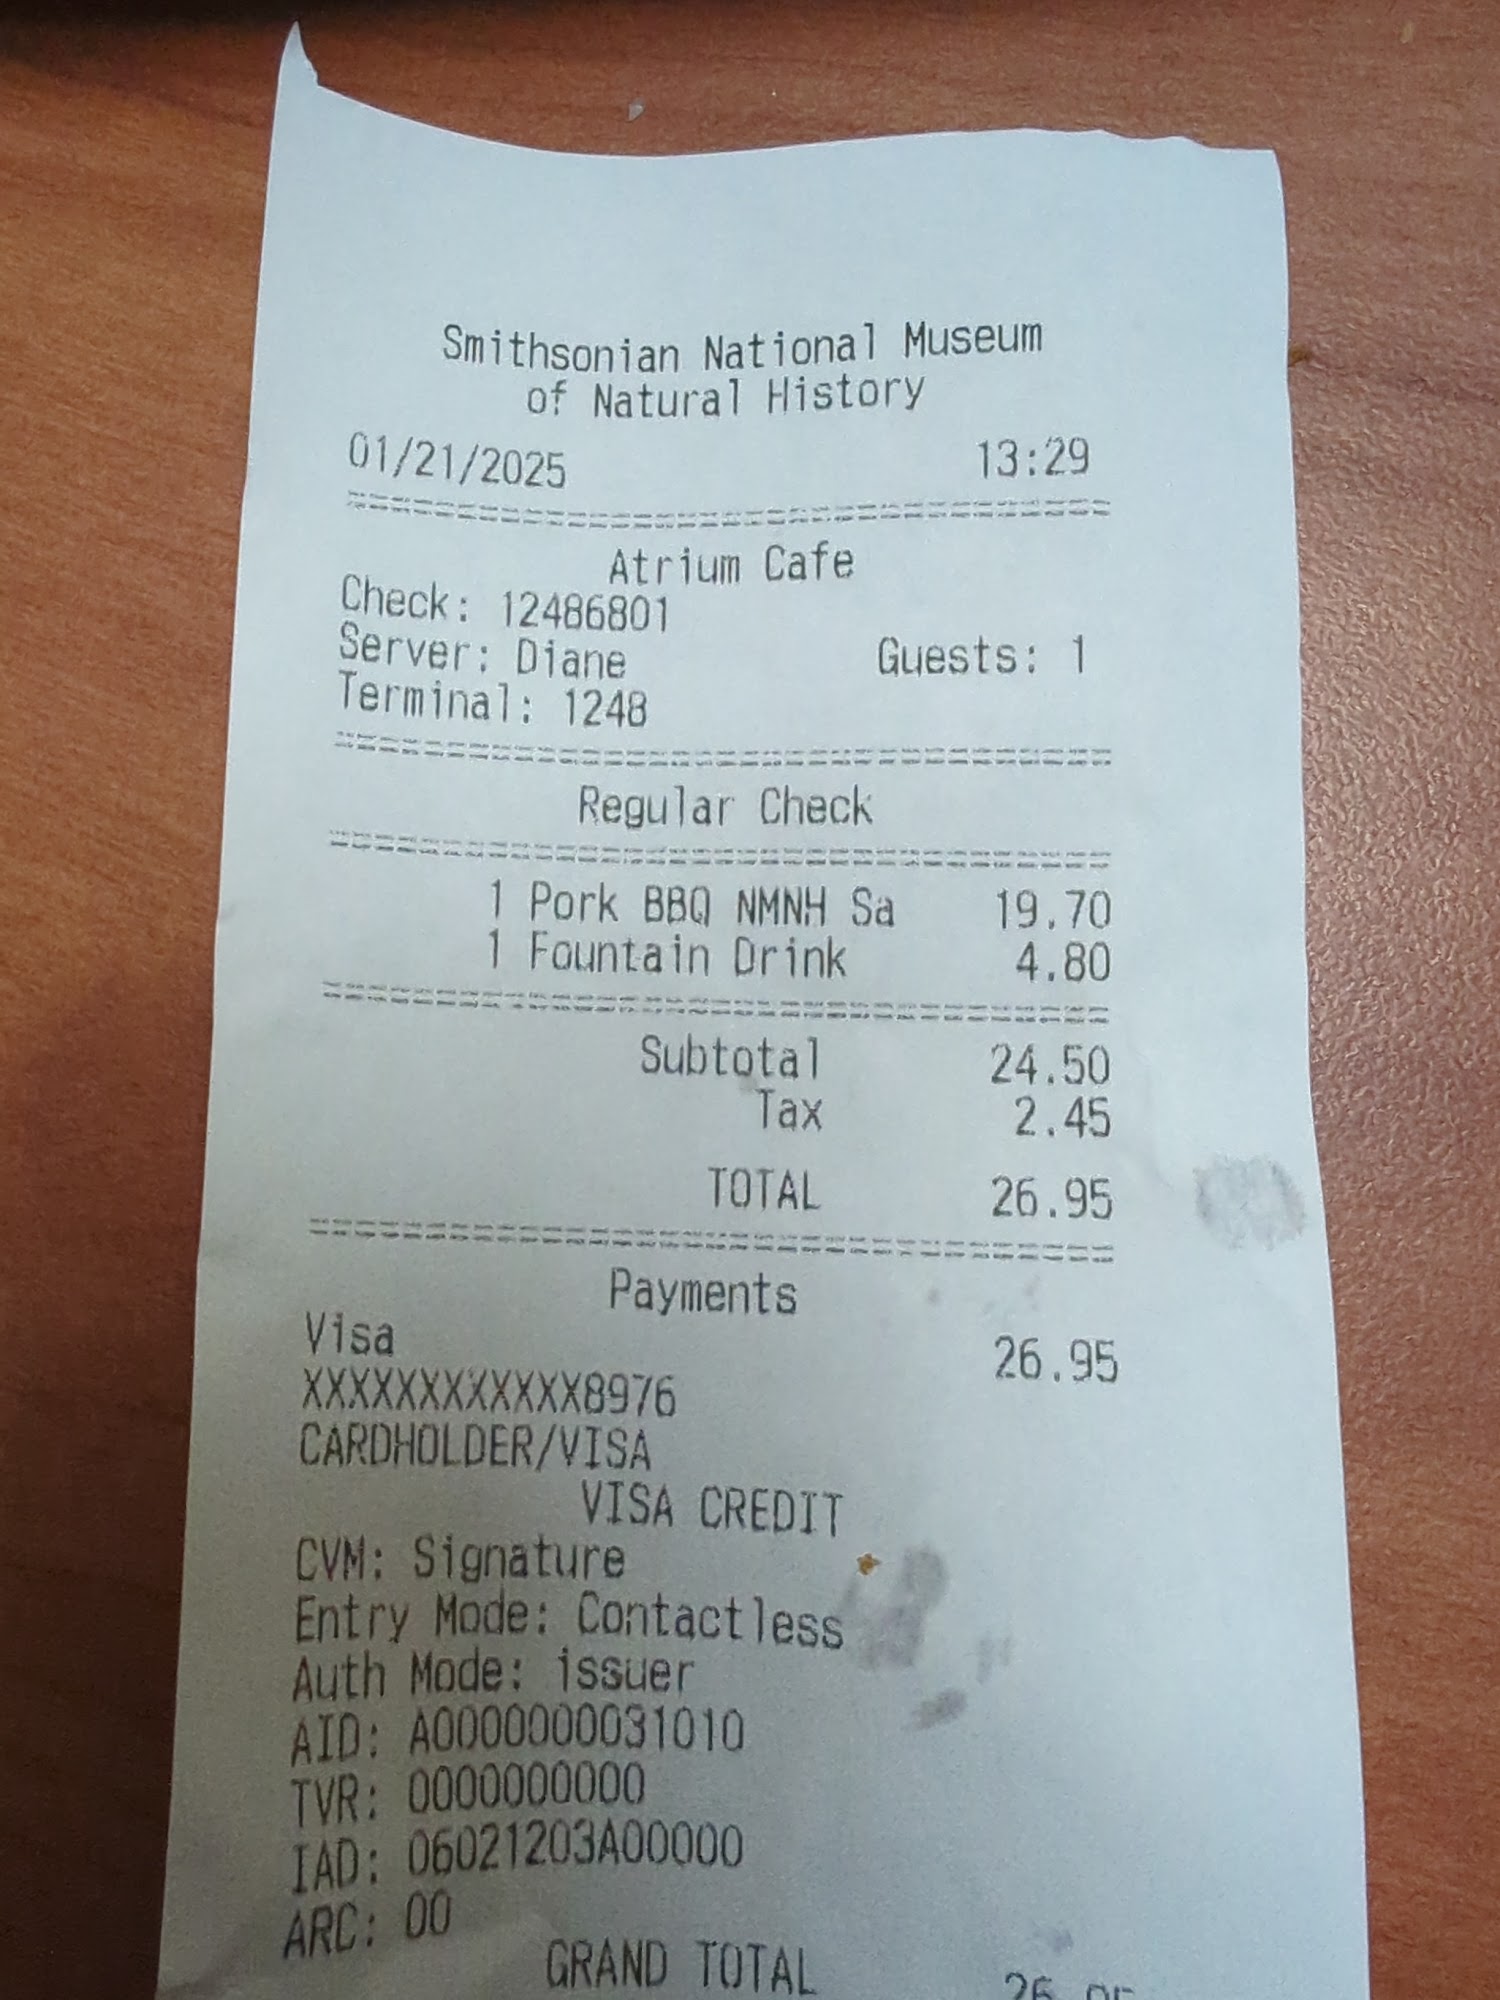 Smithsonian National Museum
of Natural History
01/21/2025 13:29
Atrium Cafe
Check: 12486801
Server: Diane Guests: 1
Terminal: 1248
Regular Check
1 Pork BBQ NMNH Sa 19.70
1 Fountain Drink 4.80
Subtotal 24.50
Tax 2.45
TOTAL 26.95
Payments
Visa 26.95
XXXXXXXXXXXX8976
CARDHOLDER/VISA
VISA CREDIT
CVM: Signature
Entry Mode: Contactless
Auth Mode: issuer
AID: A0000000031010
TVR: 0000000000
IAD: 06021203A00000
ARC: 00
GRAND TOTAL 26.95